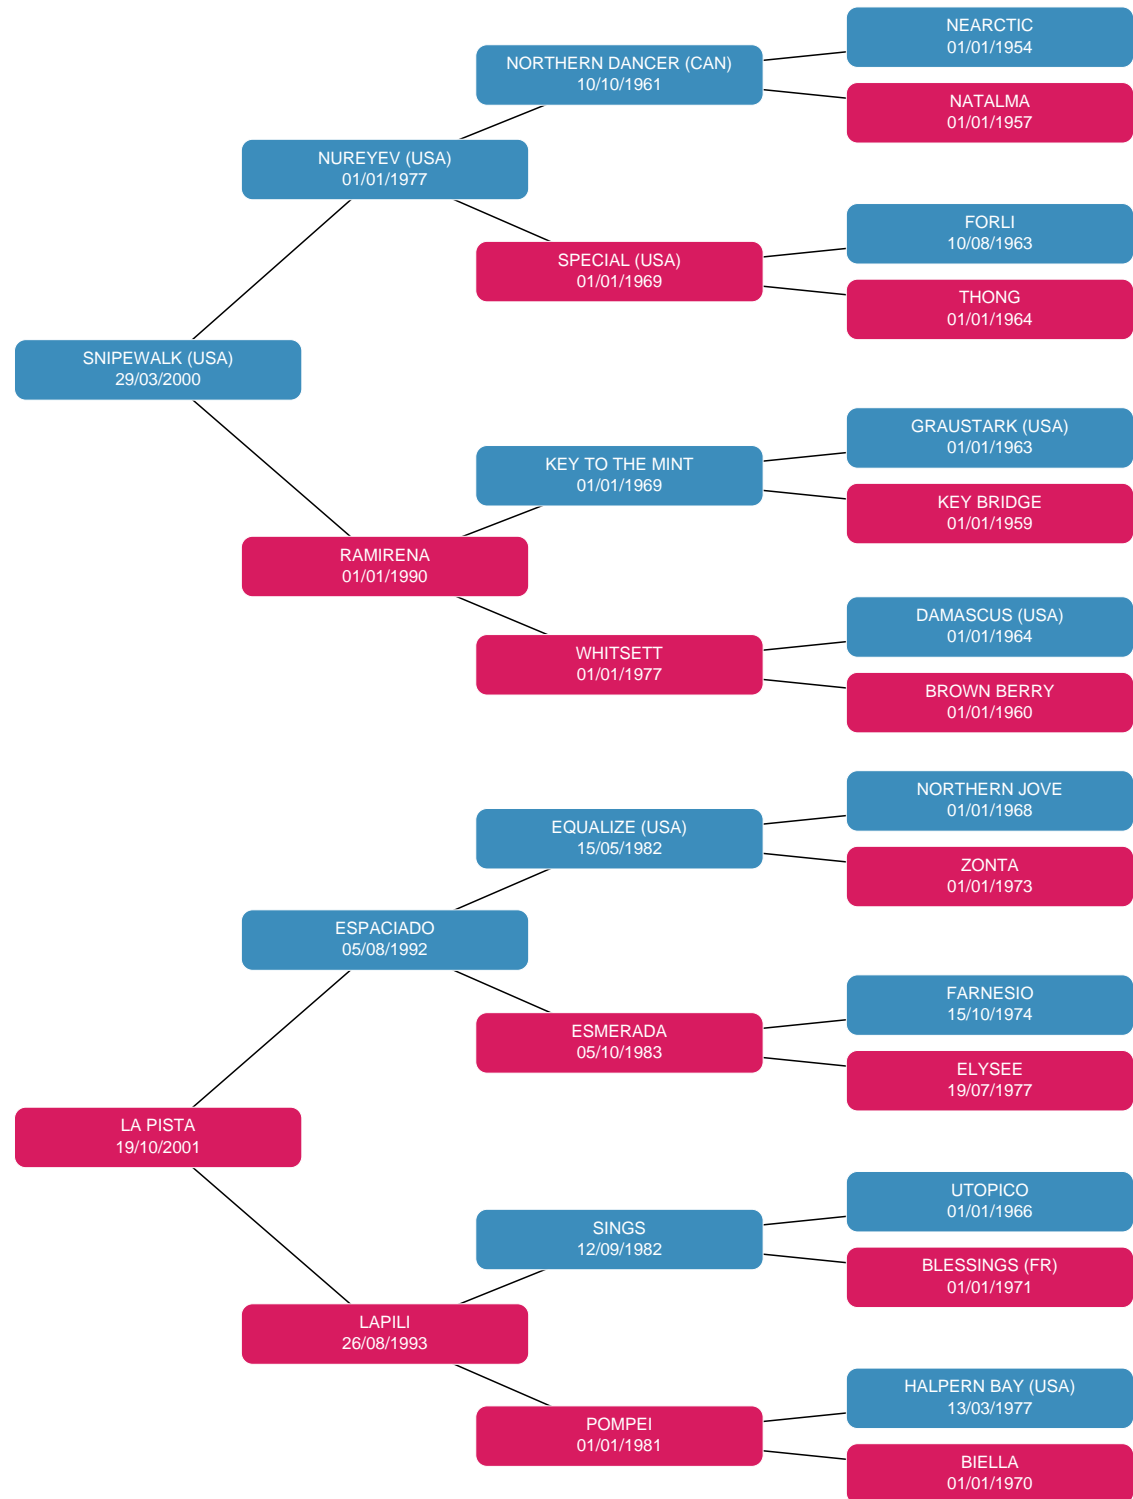 NEARCTIC
01/01/1954
NORTHERN DANCER (CAN)
10/10/1961
NATALMA
01/01/1957
NUREYEV (USA)
01/01/1977
FORLI
10/08/1963
SPECIAL (USA)
01/01/1969
THONG
01/01/1964
SNIPEWALK (USA)
29/03/2000
GRAUSTARK (USA)
01/01/1963
KEY TO THE MINT
01/01/1969
KEY BRIDGE
01/01/1959
RAMIRENA
01/01/1990
DAMASCUS (USA)
01/01/1964
WHITSETT
01/01/1977
BROWN BERRY
01/01/1960
NORTHERN JOVE
01/01/1968
EQUALIZE (USA)
15/05/1982
ZONTA
01/01/1973
ESPACIADO
05/08/1992
FARNESIO
15/10/1974
ESMERADA
05/10/1983
ELYSEE
19/07/1977
LA PISTA
19/10/2001
UTOPICO
01/01/1966
SINGS
12/09/1982
BLESSINGS (FR)
01/01/1971
LAPILI
26/08/1993
HALPERN BAY (USA)
13/03/1977
POMPEI
01/01/1981
BIELLA
01/01/1970